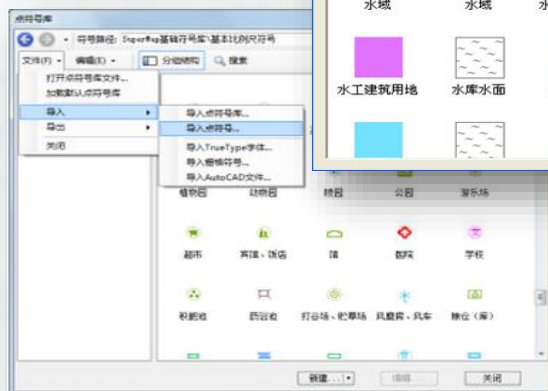 点符号库
符号路径: SuperMap基础符号库\基本比例尺符号
文件(F) 编辑(E) 分组结构 搜索
打开点符号库文件...
加载默认点符号库
导入
导出
关闭
导入点符号库...
导入点符号...
导入TrueType字体...
导入栅格符号...
导入AutoCAD文件...
水域 水域
水工建筑用地 水库水面
植物园 动物园 陵园 公园 游乐场
超市 宾馆、饭店 馆 医院 学校
积肥池 药浴池 打谷场、贮草场 风磨房、风车 粮仓(库)
新建... 编辑... 关闭